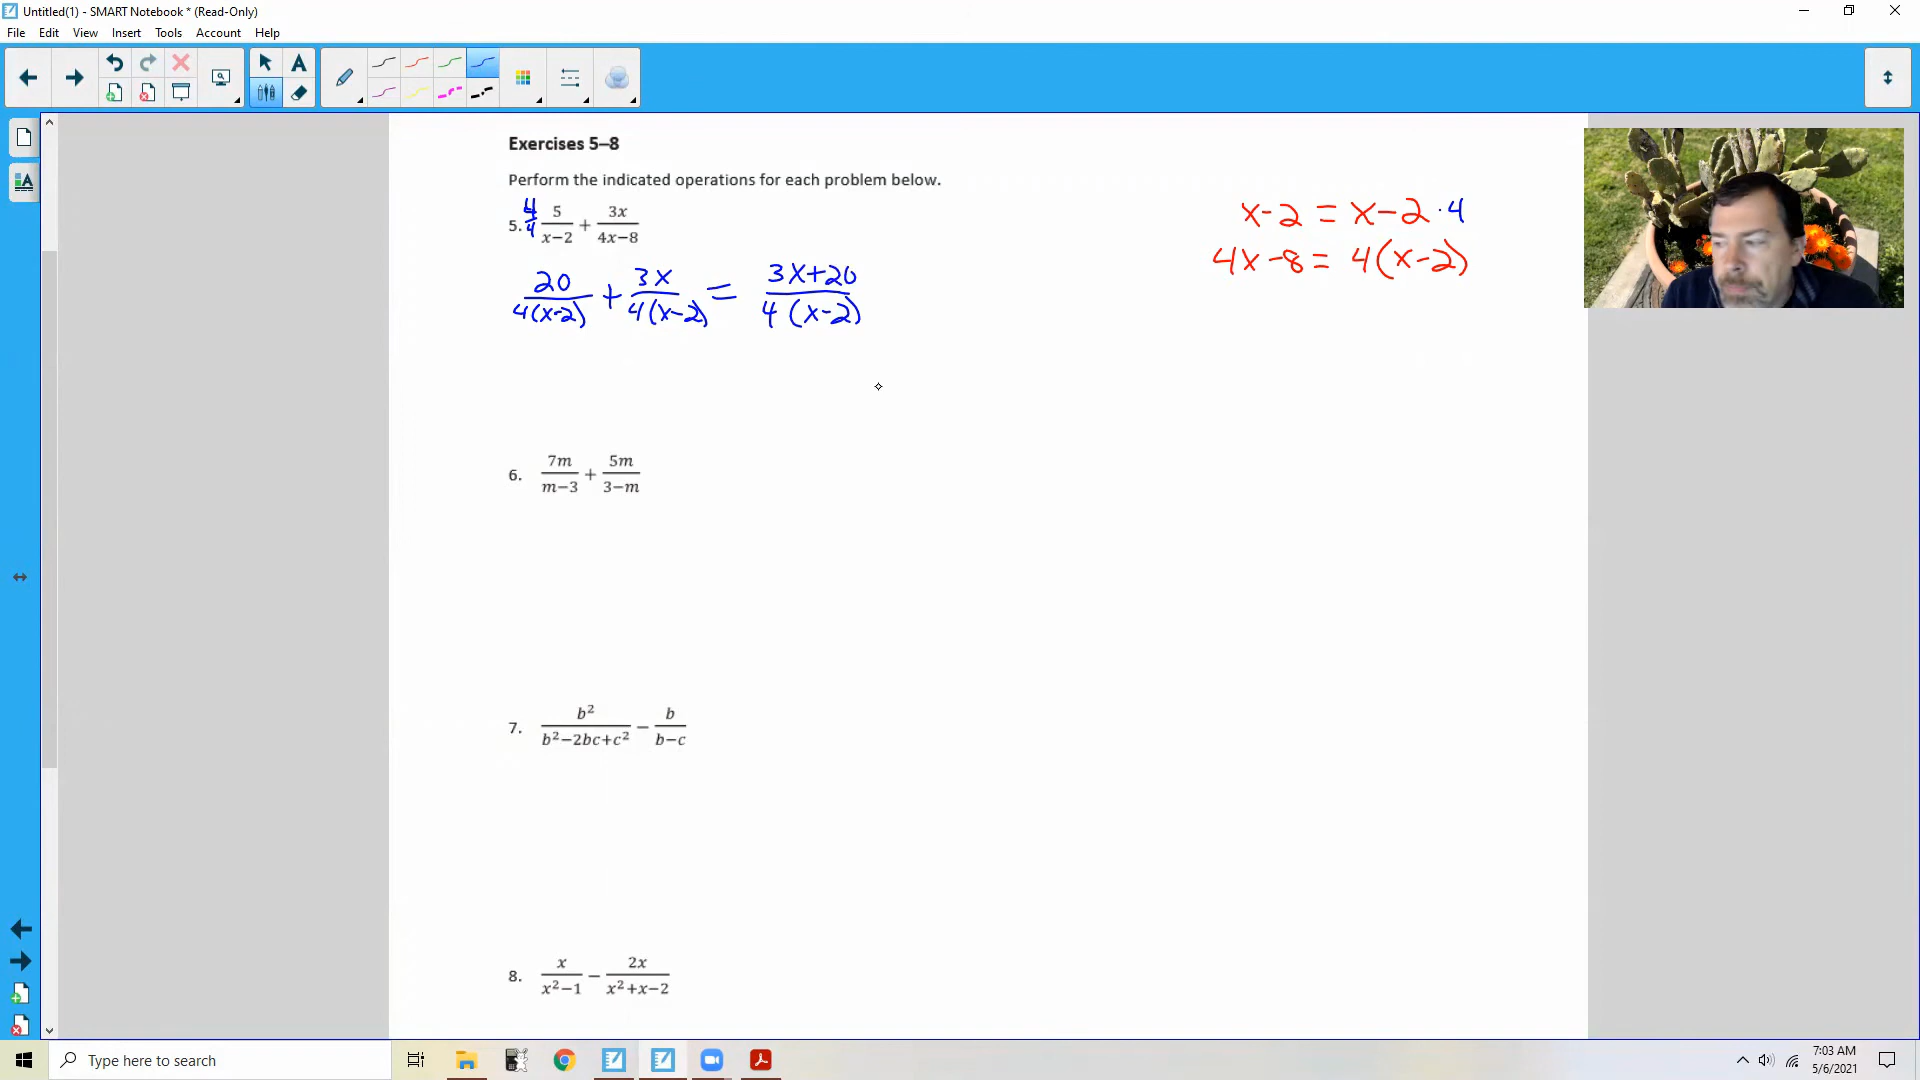 Untitled(1) - SMART Notebook * (Read-Only)
File Edit View Insert Tools Account Help
Exercises 5–8
Perform the indicated operations for each problem below.
5. 4/4 5/(x−2) + 3x/(4x−8)
20/(4(x-2)) + 3x/(4(x-2)) = (3x+20)/(4(x-2))
x-2 = x-2 · 4
4x-8 = 4(x-2)
6. 7m/(m−3) + 5m/(3−m)
7. b²/(b²−2bc+c²) − b/(b−c)
8. x/(x²−1) − 2x/(x²+x−2)
Type here to search
7:03 AM
5/6/2021